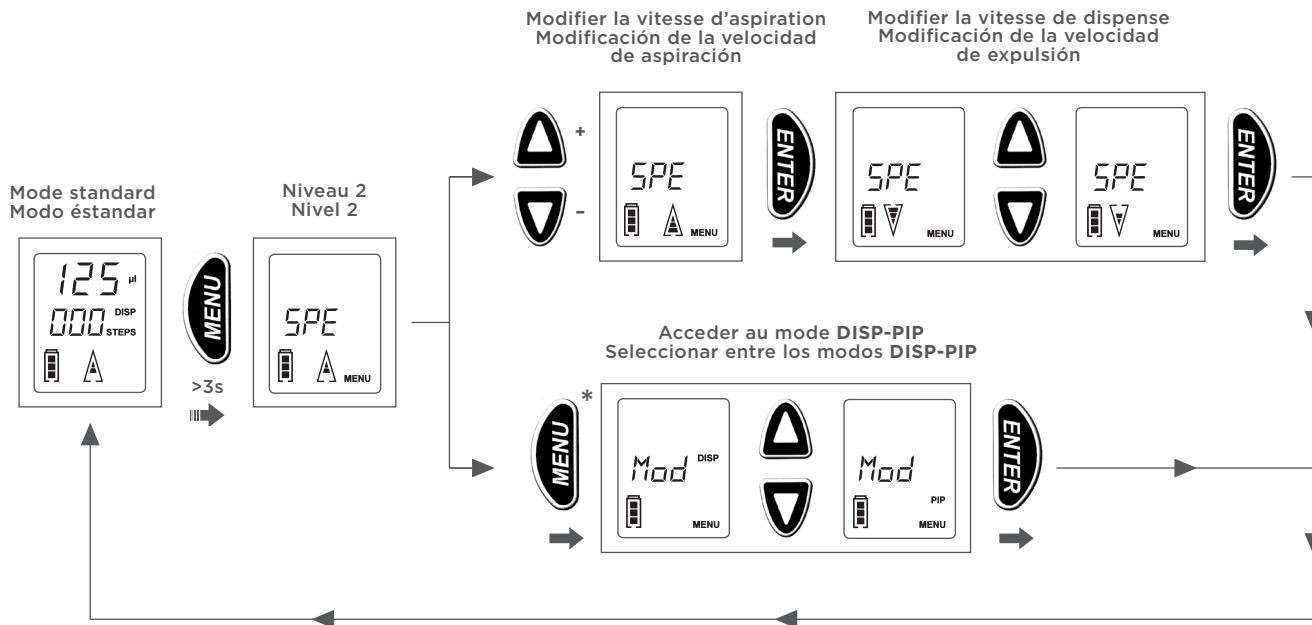 Modifier la vitesse d'aspiration
Modificación de la velocidad
de aspiración
Modifier la vitesse de dispense
Modificación de la velocidad
de expulsión
+
-
SPE
MENU
ENTER
SPE
MENU
SPE
MENU
ENTER
Mode standard
Modo éstandar
125 µl
000 DISP
STEPS
MENU
>3s
Niveau 2
Nivel 2
SPE
MENU
Acceder au mode DISP-PIP
Seleccionar entre los modos DISP-PIP
MENU *
Mod DISP
MENU
Mod
PIP
MENU
ENTER